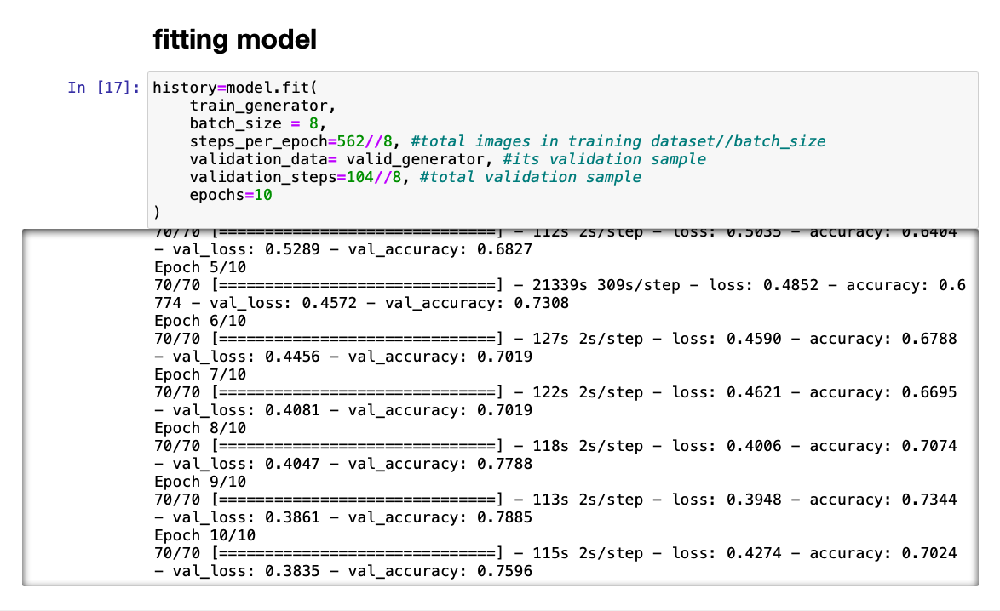 fitting model
In [17]: history=model.fit(
train_generator,
batch_size = 8,
steps_per_epoch=562//8, #total images in training dataset//batch_size
validation_data= valid_generator, #its validation sample
validation_steps=104//8, #total validation sample
epochs=10
)
70/70 [==============================] - 112s 2s/step - loss: 0.5035 - accuracy: 0.6404
- val_loss: 0.5289 - val_accuracy: 0.6827
Epoch 5/10
70/70 [==============================] - 21339s 309s/step - loss: 0.4852 - accuracy: 0.6
774 - val_loss: 0.4572 - val_accuracy: 0.7308
Epoch 6/10
70/70 [==============================] - 127s 2s/step - loss: 0.4590 - accuracy: 0.6788
- val_loss: 0.4456 - val_accuracy: 0.7019
Epoch 7/10
70/70 [==============================] - 122s 2s/step - loss: 0.4621 - accuracy: 0.6695
- val_loss: 0.4081 - val_accuracy: 0.7019
Epoch 8/10
70/70 [==============================] - 118s 2s/step - loss: 0.4006 - accuracy: 0.7074
- val_loss: 0.4047 - val_accuracy: 0.7788
Epoch 9/10
70/70 [==============================] - 113s 2s/step - loss: 0.3948 - accuracy: 0.7344
- val_loss: 0.3861 - val_accuracy: 0.7885
Epoch 10/10
70/70 [==============================] - 115s 2s/step - loss: 0.4274 - accuracy: 0.7024
- val_loss: 0.3835 - val_accuracy: 0.7596